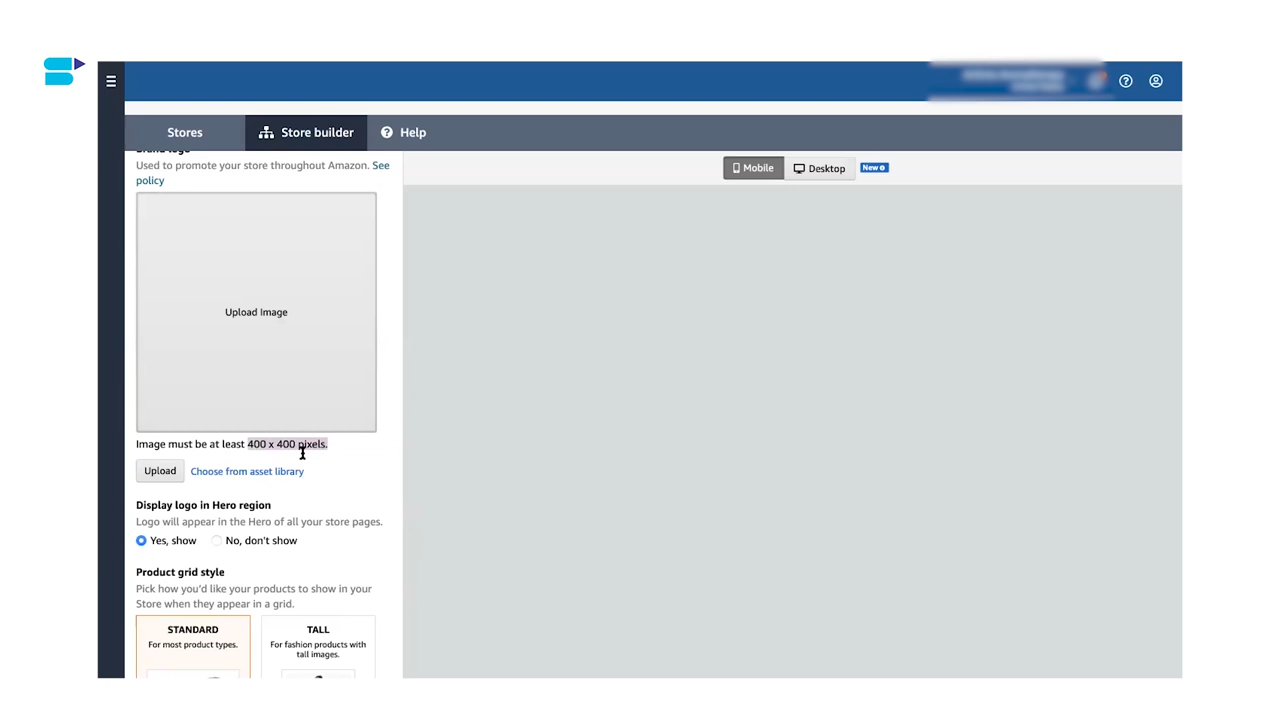 Stores
Store builder
Help
Used to promote your store throughout Amazon. See
policy
Mobile
Desktop
New
Upload Image
Image must be at least 400 x 400 pixels.
Upload
Choose from asset library
Display logo in Hero region
Logo will appear in the Hero of all your store pages.
Yes, show
No, don't show
Product grid style
Pick how you'd like your products to show in your
Store when they appear in a grid.
STANDARD
For most product types.
TALL
For fashion products with
tall images.